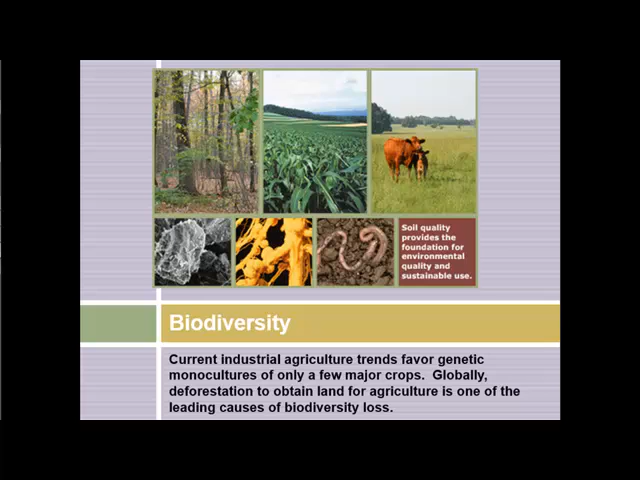 Soil quality
provides the
foundation for
environmental
quality and
sustainable use.
Biodiversity
Current industrial agriculture trends favor genetic
monocultures of only a few major crops.  Globally,
deforestation to obtain land for agriculture is one of the
leading causes of biodiversity loss.